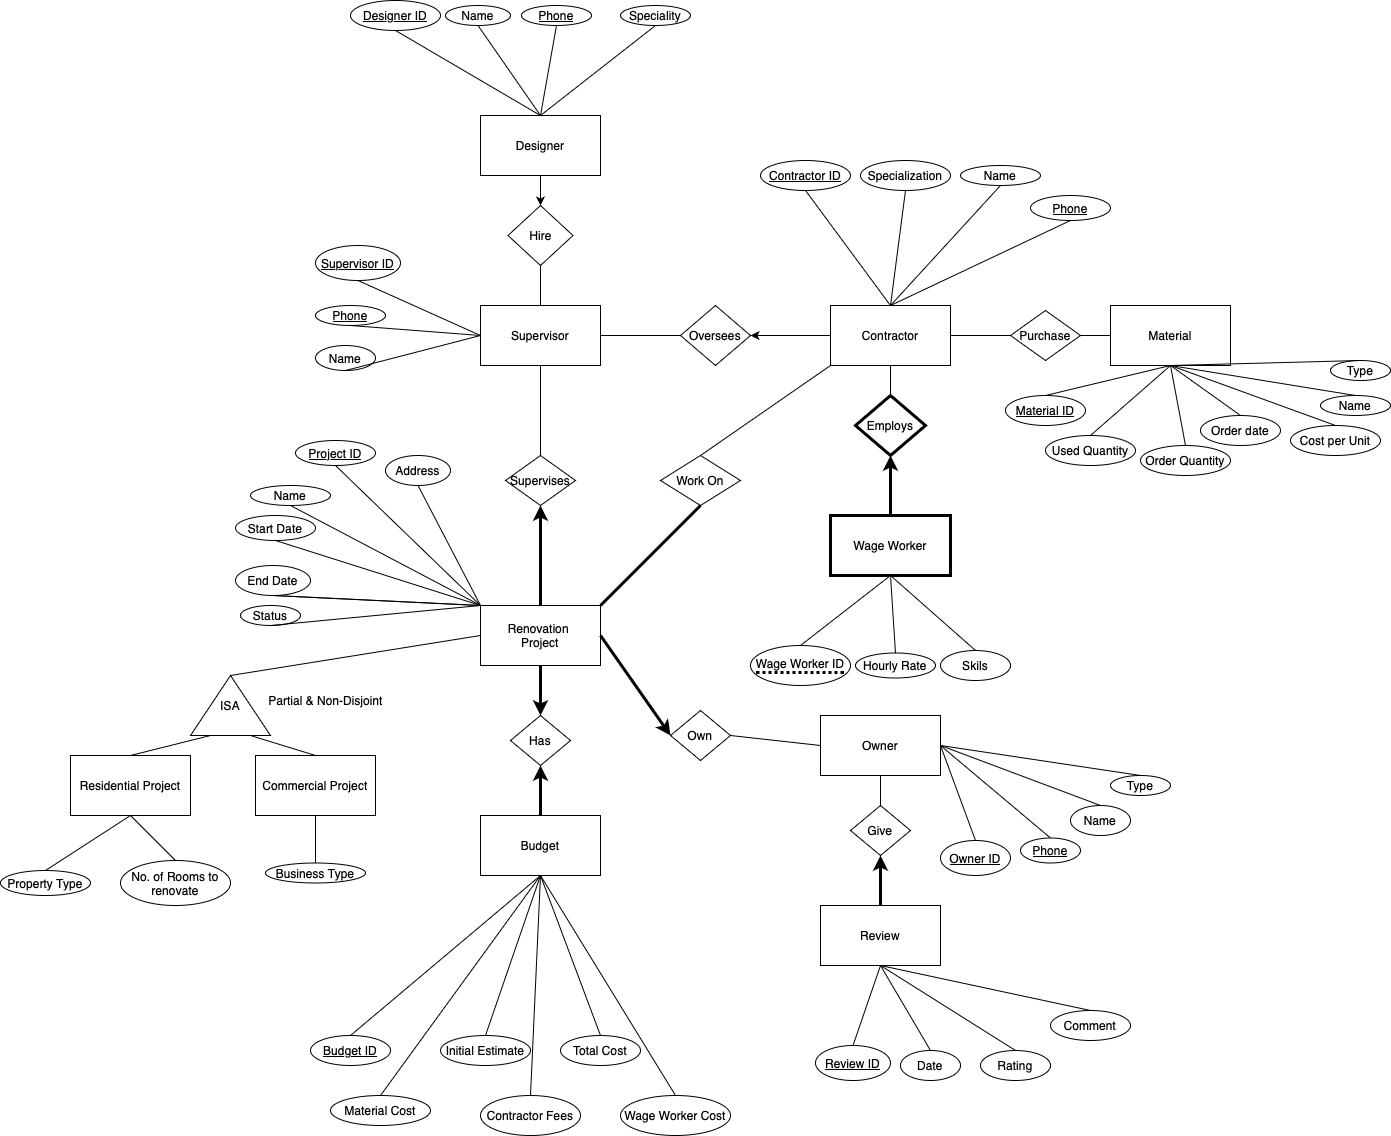 Designer ID
Name
Phone
Speciality
Designer
Hire
Contractor ID
Specialization
Name
Phone
Supervisor ID
Phone
Name
Supervisor
Oversees
Contractor
Purchase
Material
Type
Name
Material ID
Order date
Cost per Unit
Used Quantity
Order Quantity
Employs
Project ID
Address
Name
Start Date
End Date
Status
Supervises
Work On
Wage Worker
Renovation
Project
Wage Worker ID
Hourly Rate
Skils
ISA
Partial & Non-Disjoint
Has
Own
Owner
Residential Project
Commercial Project
Type
Name
Phone
Owner ID
Give
Budget
Property Type
No. of Rooms to
renovate
Business Type
Review
Budget ID
Initial Estimate
Total Cost
Material Cost
Contractor Fees
Wage Worker Cost
Comment
Review ID
Date
Rating